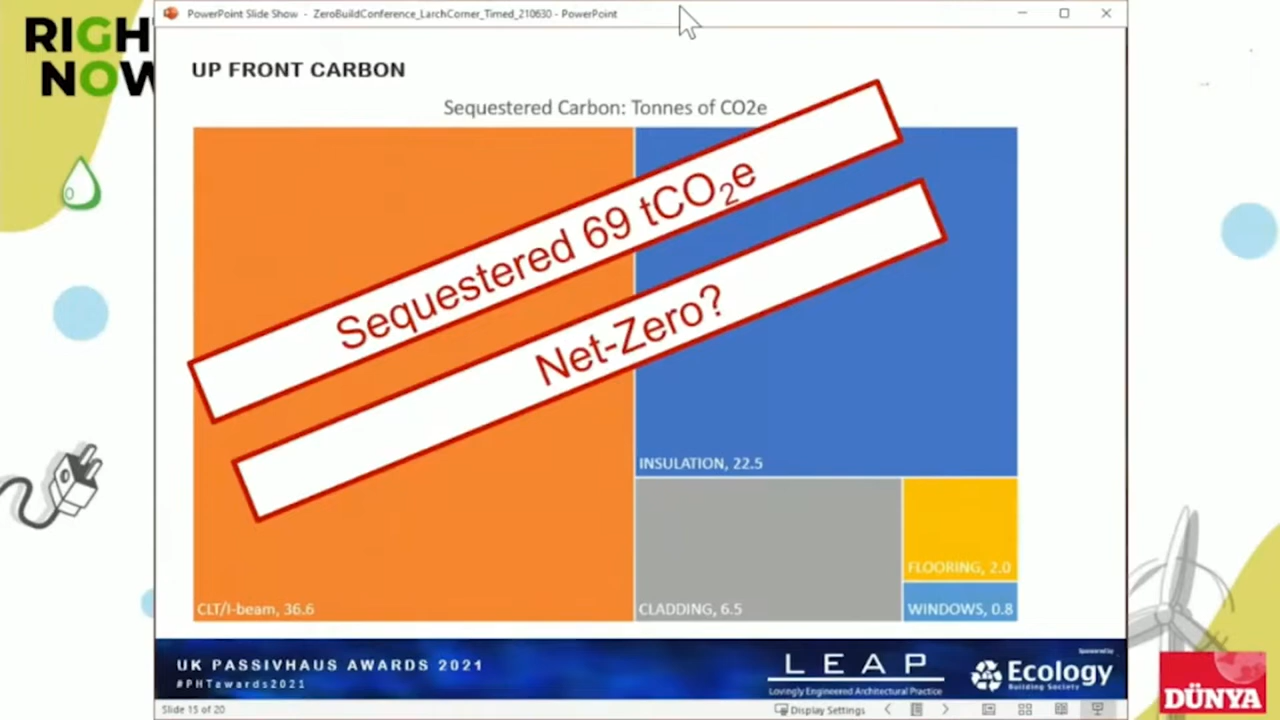 PowerPoint Slide Show - ZeroBuildConference_LarchCorner_Timed_210630 - PowerPoint
RIGH
NOW
UP FRONT CARBON
Sequestered Carbon: Tonnes of CO2e
Sequestered 69 tCO₂e
Net-Zero?
INSULATION, 22.5
FLOORING, 2.0
CLT/I-beam, 36.6
CLADDING, 6.5
WINDOWS, 0.8
UK PASSIVHAUS AWARDS 2021
#PHTawards2021
LEAP
Lovingly Engineered Architectural Practice
Sponsored by
Ecology
Building Society
DÜNYA
Slide 15 of 20
Display Settings